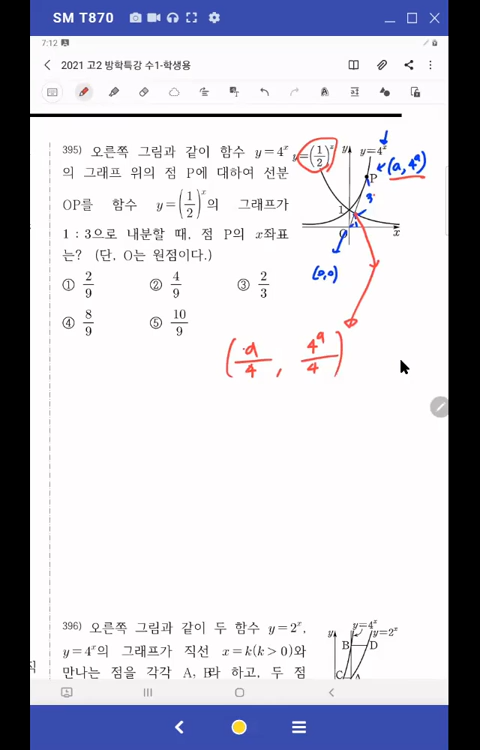 SM T870
7:12
2021 고2 방학특강 수1-학생용
395) 오른쪽 그림과 같이 함수 y=4^x
의 그래프 위의 점 P에 대하여 선분
OP를 함수 y=(1/2)^x의 그래프가
1:3으로 내분할 때, 점 P의 x좌표
는? (단, O는 원점이다.)
① 2/9 ② 4/9 ③ 2/3
④ 8/9 ⑤ 10/9
y=(1/2)^x
y
y=4^x
(a, 4^a)
P
3
1
1
O
x
(0,0)
(a/4, 4^a/4)
396) 오른쪽 그림과 같이 두 함수 y=2^x,
y=4^x의 그래프가 직선 x=k(k>0)와
만나는 점을 각각 A, B라 하고, 두 점
y
y=4^x
y=2^x
B
D
C
A
직